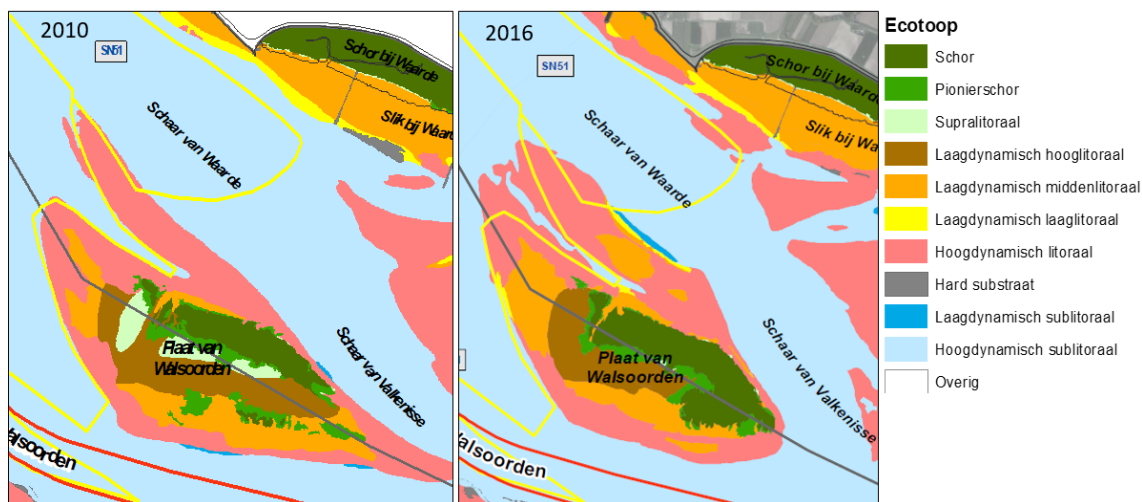 2010
SN51
Schor bij Waarde
Slik bij Waarde
Schaar van Waarde
Plaat van
Walsoorden
Schaar van Valkenisse
Walsoorden
2016
SN51
Schor bij Waarde
Slik bij Wa
Schaar van Waarde
Plaat van
Walsoorden
Schaar van Valkenisse
Walsoorden
Ecotoop
Schor
Pionierschor
Supralitoraal
Laagdynamisch hooglitoraal
Laagdynamisch middenlitoraal
Laagdynamisch laaglitoraal
Hoogdynamisch litoraal
Hard substraat
Laagdynamisch sublitoraal
Hoogdynamisch sublitoraal
Overig